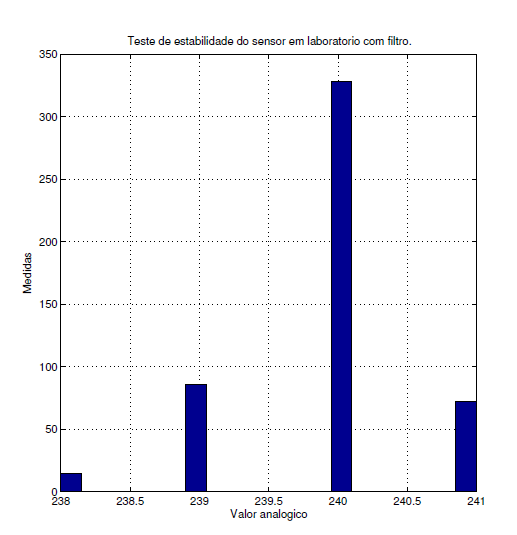 Teste de estabilidade do sensor em laboratorio com filtro.
350
300
250
200
150
100
50
0
Medidas
238 238.5 239 239.5 240 240.5 241
Valor analogico